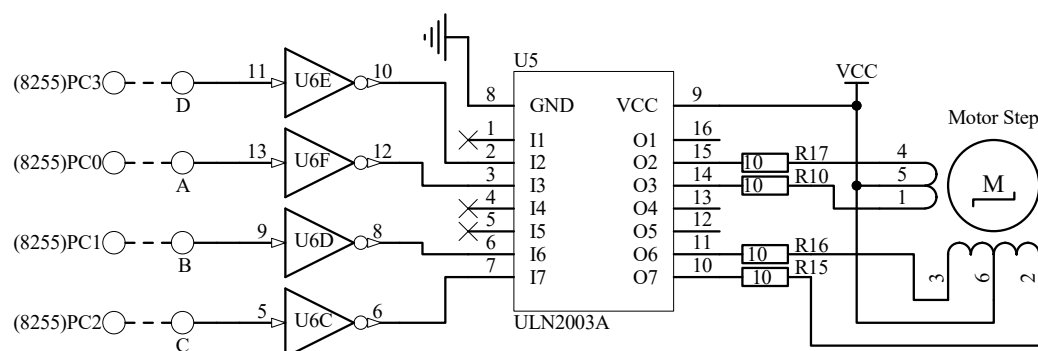 U5
VCC
(8255)PC3
D
11
U6E
10
8
GND
VCC
9
Motor Step
1
I1
O1
16
(8255)PC0
A
13
U6F
12
2
I2
O2
15
10
R17
4
3
I3
O3
14
10
R10
5
M
4
I4
O4
13
1
5
I5
O5
12
(8255)PC1
B
9
U6D
8
6
I6
O6
11
10
R16
7
I7
O7
10
10
R15
3
6
2
(8255)PC2
C
5
U6C
6
ULN2003A